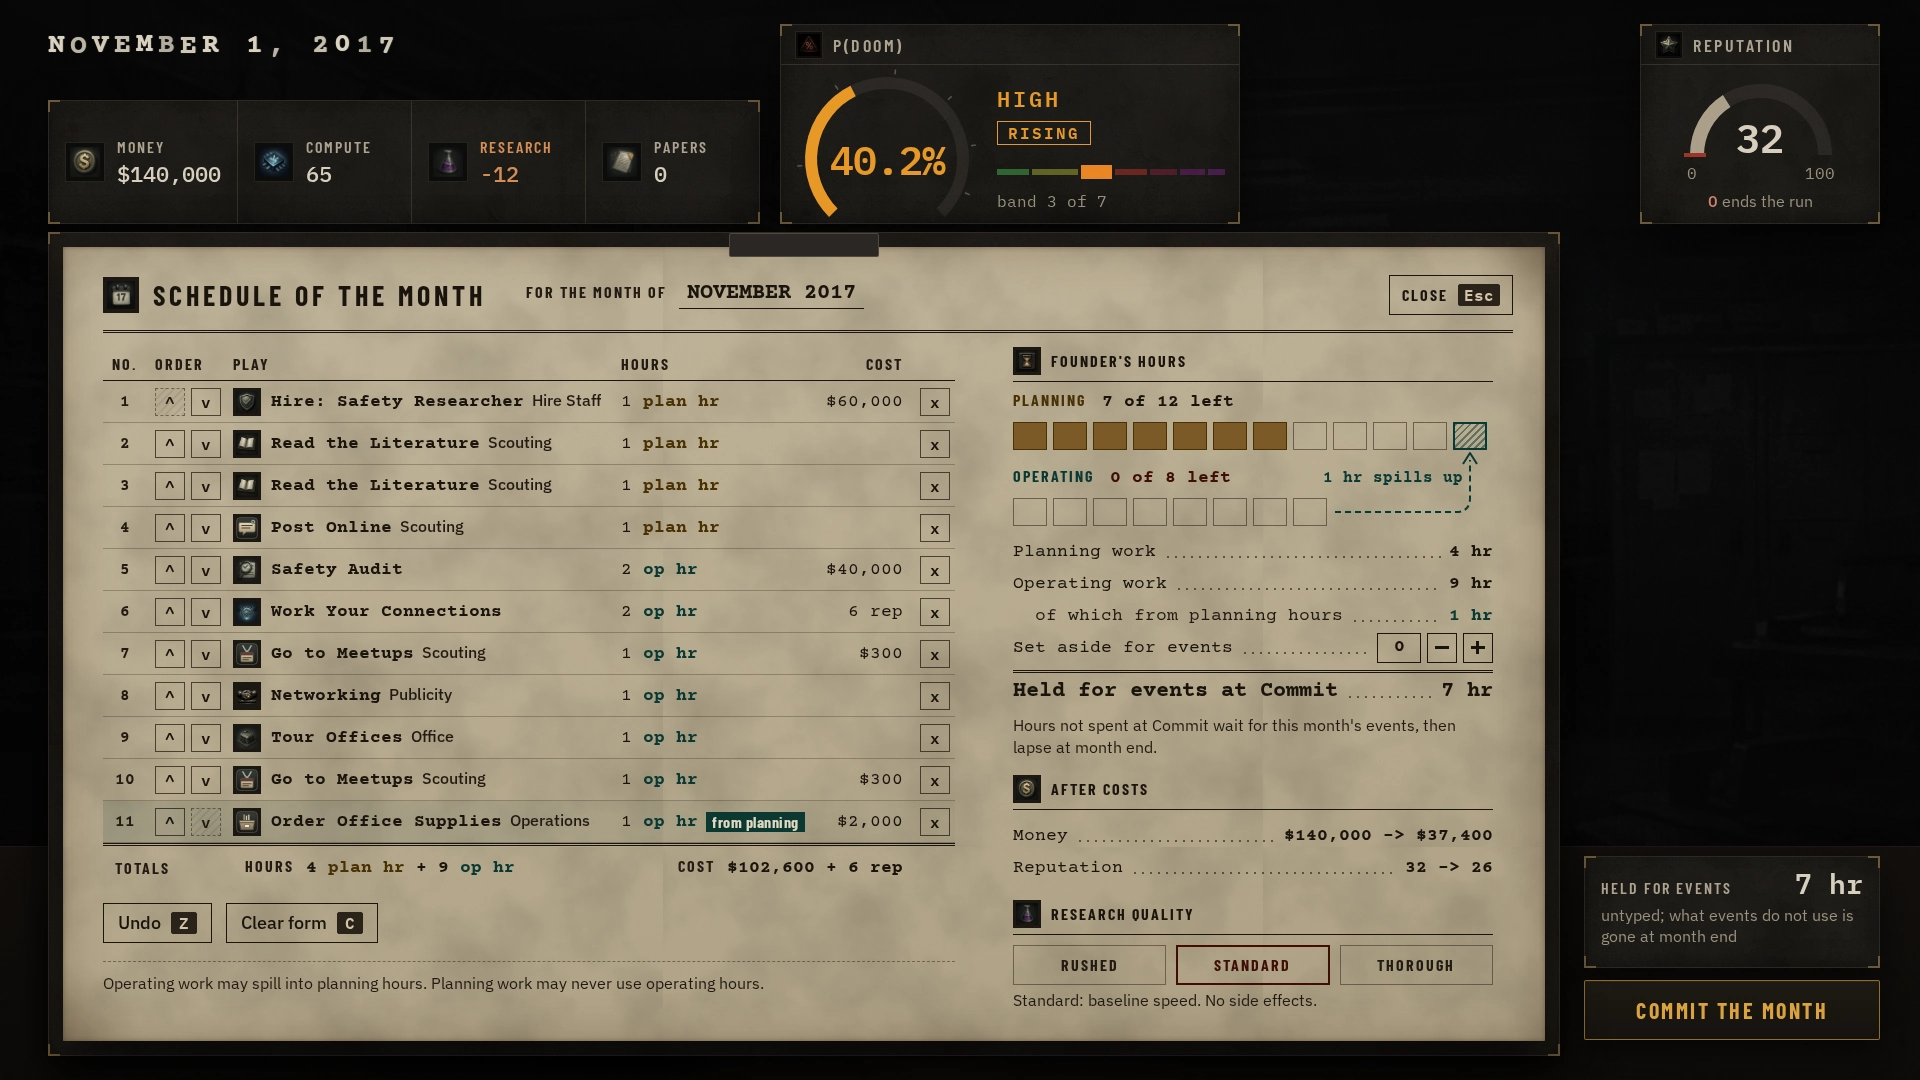 NOVEMBER 1, 2017
MONEY
$140,000
COMPUTE
65
RESEARCH
-12
PAPERS
0
P(DOOM)
40.2%
HIGH
RISING
band 3 of 7
REPUTATION
32
0 100
0 ends the run
SCHEDULE OF THE MONTH FOR THE MONTH OF NOVEMBER 2017
CLOSE Esc
NO. ORDER PLAY HOURS COST
1 ^ v Hire: Safety Researcher Hire Staff 1 plan hr $60,000 x
2 ^ v Read the Literature Scouting 1 plan hr x
3 ^ v Read the Literature Scouting 1 plan hr x
4 ^ v Post Online Scouting 1 plan hr x
5 ^ v Safety Audit 2 op hr $40,000 x
6 ^ v Work Your Connections 2 op hr 6 rep x
7 ^ v Go to Meetups Scouting 1 op hr $300 x
8 ^ v Networking Publicity 1 op hr x
9 ^ v Tour Offices Office 1 op hr x
10 ^ v Go to Meetups Scouting 1 op hr $300 x
11 ^ v Order Office Supplies Operations 1 op hr from planning $2,000 x
TOTALS HOURS 4 plan hr + 9 op hr COST $102,600 + 6 rep
Undo Z Clear form C
Operating work may spill into planning hours. Planning work may never use operating hours.
FOUNDER'S HOURS
PLANNING 7 of 12 left
OPERATING 0 of 8 left 1 hr spills up
Planning work 4 hr
Operating work 9 hr
of which from planning hours 1 hr
Set aside for events 0 − +
Held for events at Commit 7 hr
Hours not spent at Commit wait for this month's events, then
lapse at month end.
AFTER COSTS
Money $140,000 -> $37,400
Reputation 32 -> 26
RESEARCH QUALITY
RUSHED STANDARD THOROUGH
Standard: baseline speed. No side effects.
HELD FOR EVENTS 7 hr
untyped; what events do not use is
gone at month end
COMMIT THE MONTH